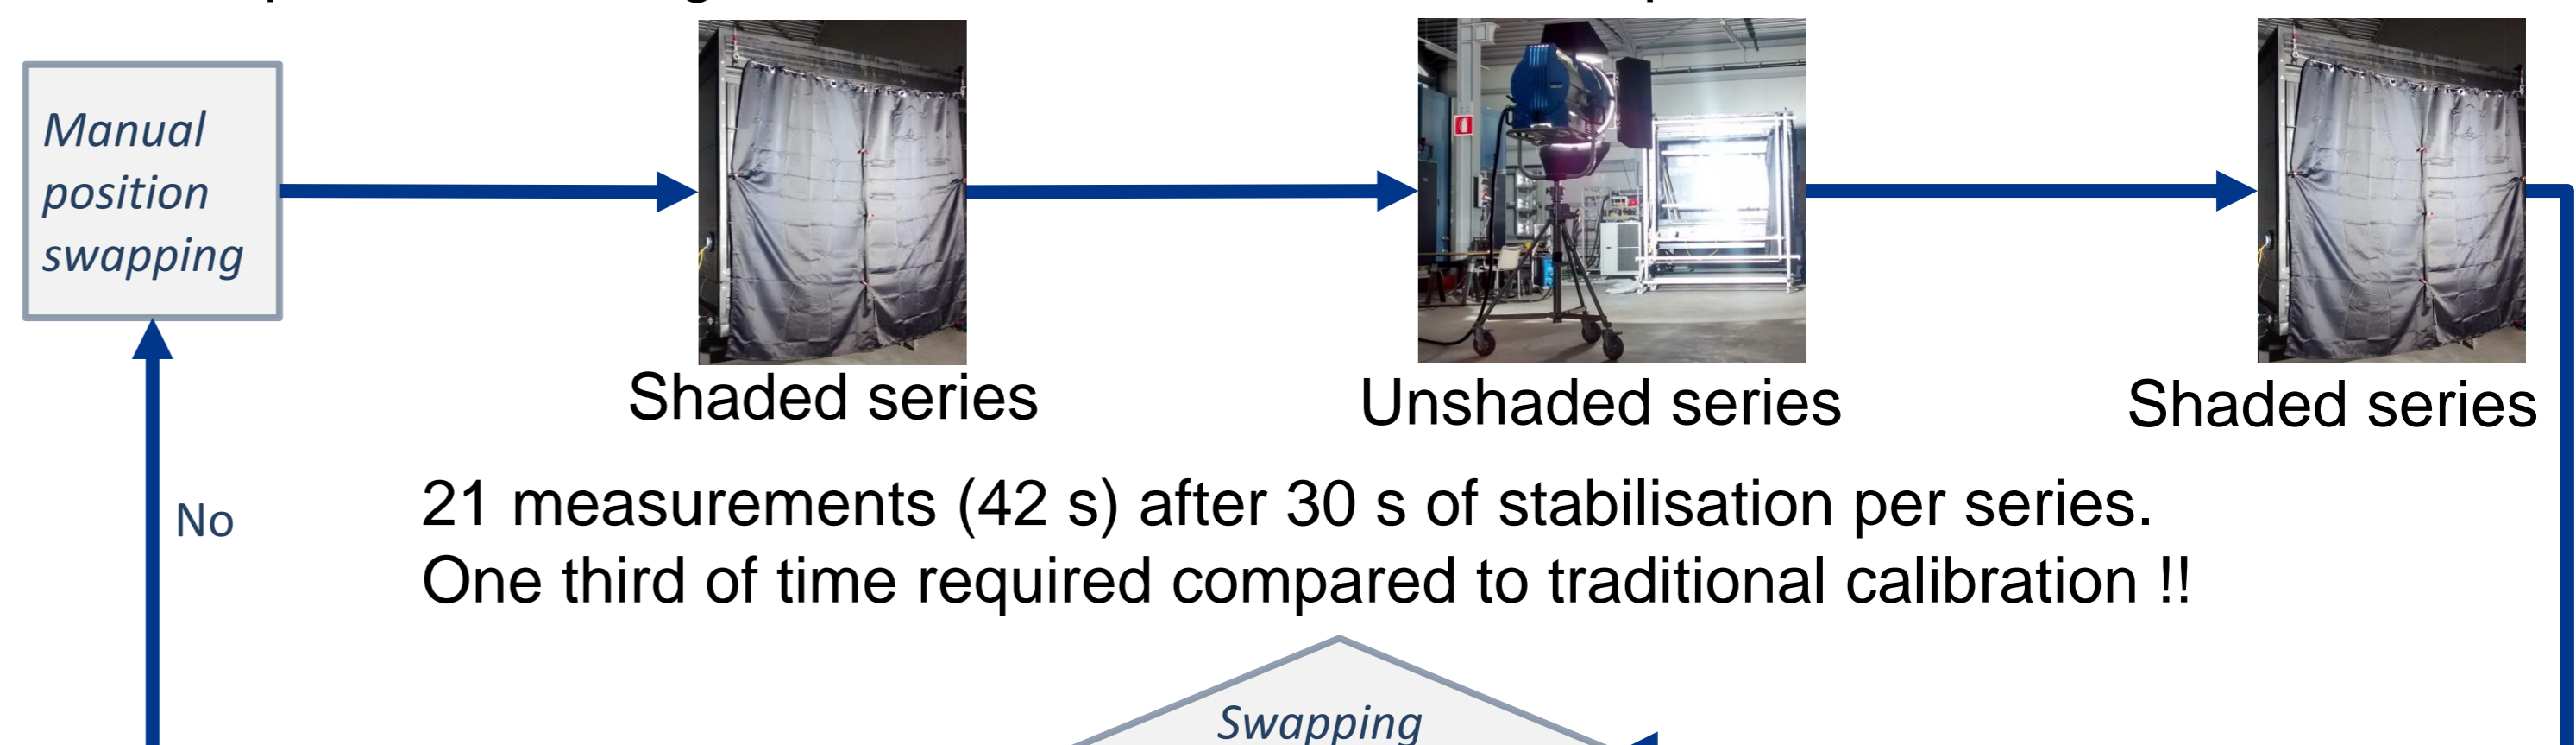 Manual
position
swapping
Shaded series
Unshaded series
Shaded series
No
21 measurements (42 s) after 30 s of stabilisation per series.
One third of time required compared to traditional calibration !!
Swapping